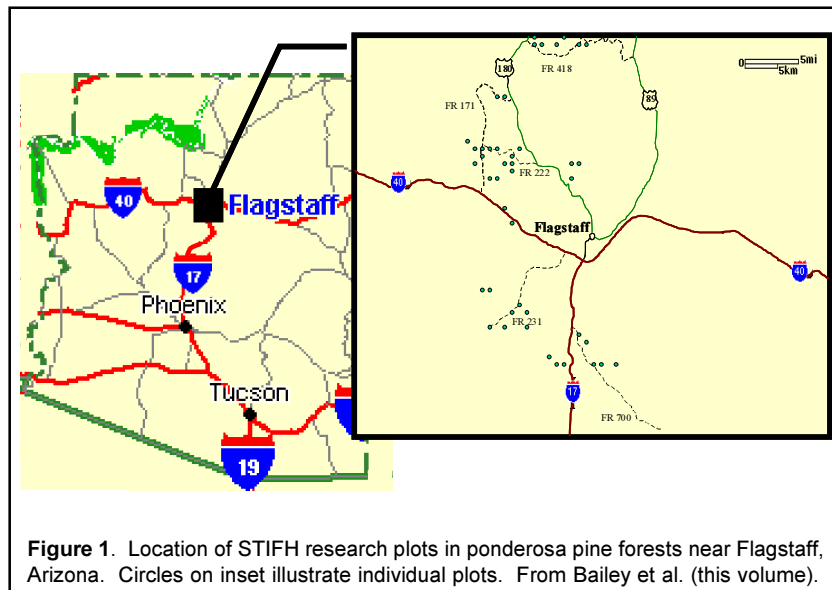 40
Flagstaff
17
Phoenix
Tucson
19
180
FR 418
0 5mi
5km
89
FR 171
40
FR 222
Flagstaff
40
FR 231
17
FR 700
Figure 1. Location of STIFH research plots in ponderosa pine forests near Flagstaff,
Arizona. Circles on inset illustrate individual plots. From Bailey et al. (this volume).